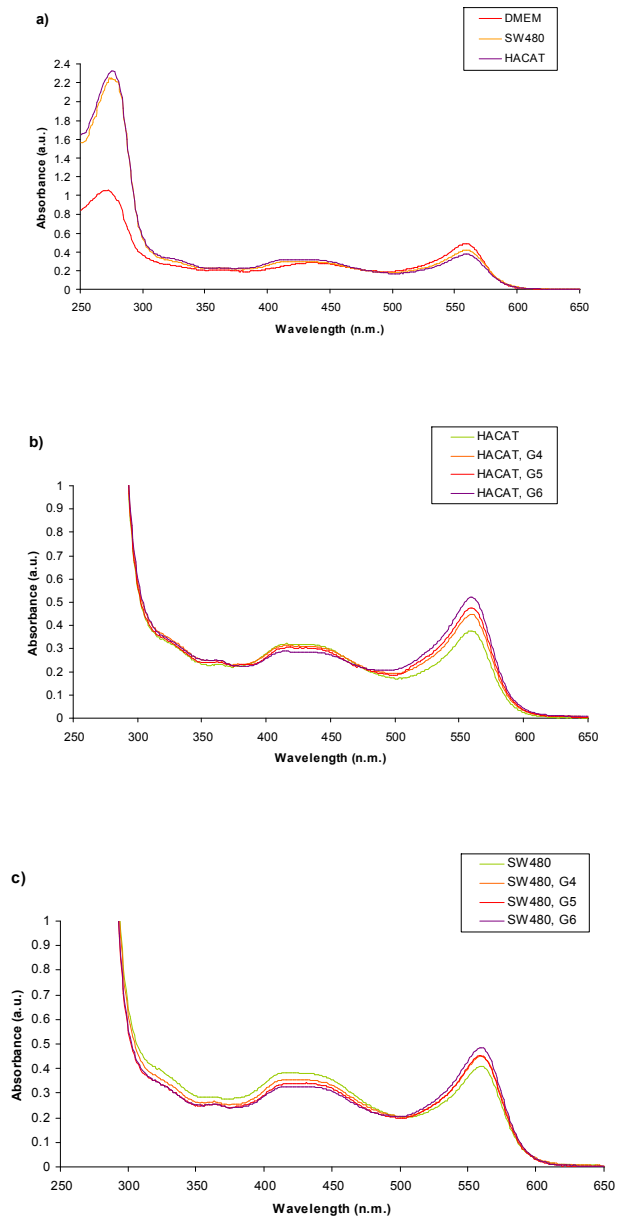 a)
DMEM
SW480
HACAT
2.4
2.2
2
1.8
1.6
1.4
1.2
1
0.8
0.6
0.4
0.2
0
Absorbance (a.u.)
250 300 350 400 450 500 550 600 650
Wavelength (n.m.)
b)
HACAT
HACAT, G4
HACAT, G5
HACAT, G6
1
0.9
0.8
0.7
0.6
0.5
0.4
0.3
0.2
0.1
0
Absorbance (a.u.)
250 300 350 400 450 500 550 600 650
Wavelength (n.m.)
c)
SW480
SW480, G4
SW480, G5
SW480, G6
1
0.9
0.8
0.7
0.6
0.5
0.4
0.3
0.2
0.1
0
Absorbance (a.u.)
250 300 350 400 450 500 550 600 650
Wavelength (n.m.)